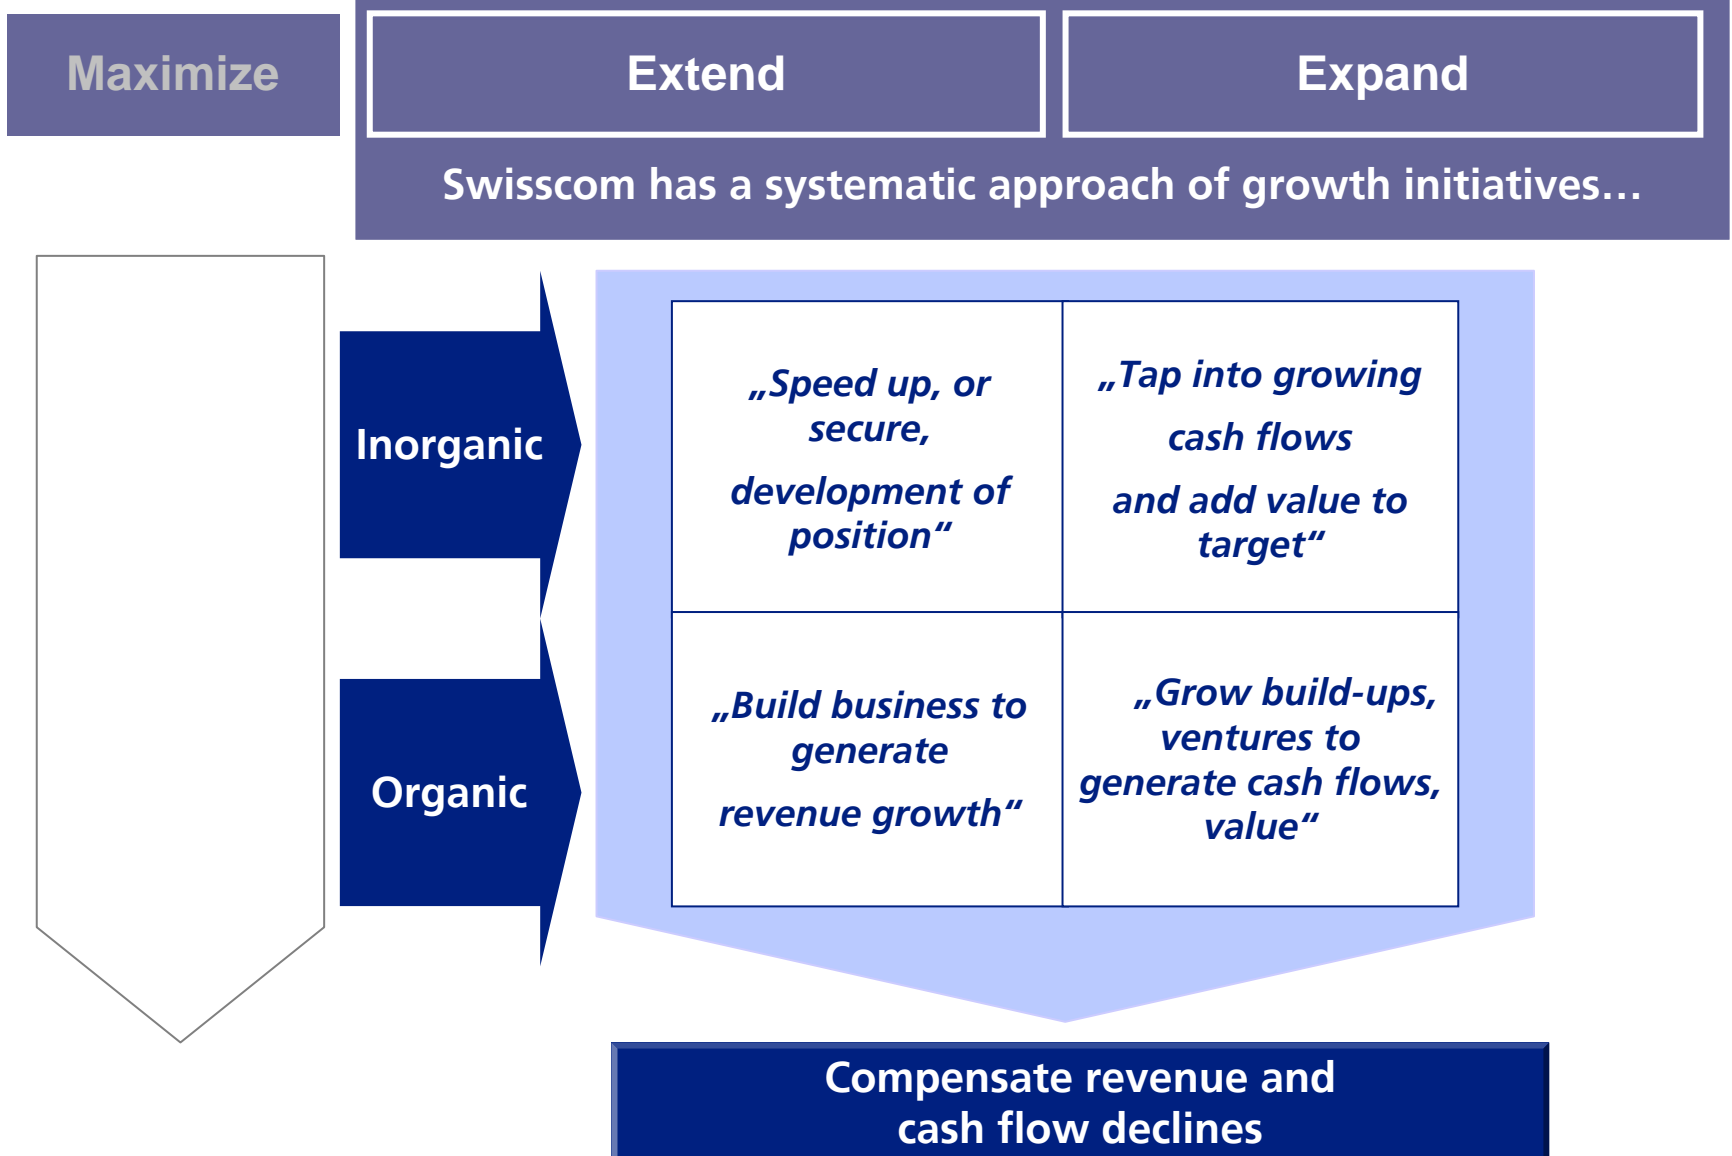 Maximize
Extend
Expand
Swisscom has a systematic approach of growth initiatives…
Inorganic
„Speed up, or
secure,
development of
position“
„Tap into growing
cash flows
and add value to
target“
Organic
„Build business to
generate
revenue growth“
„Grow build-ups,
ventures to
generate cash flows,
value“
Compensate revenue and
cash flow declines